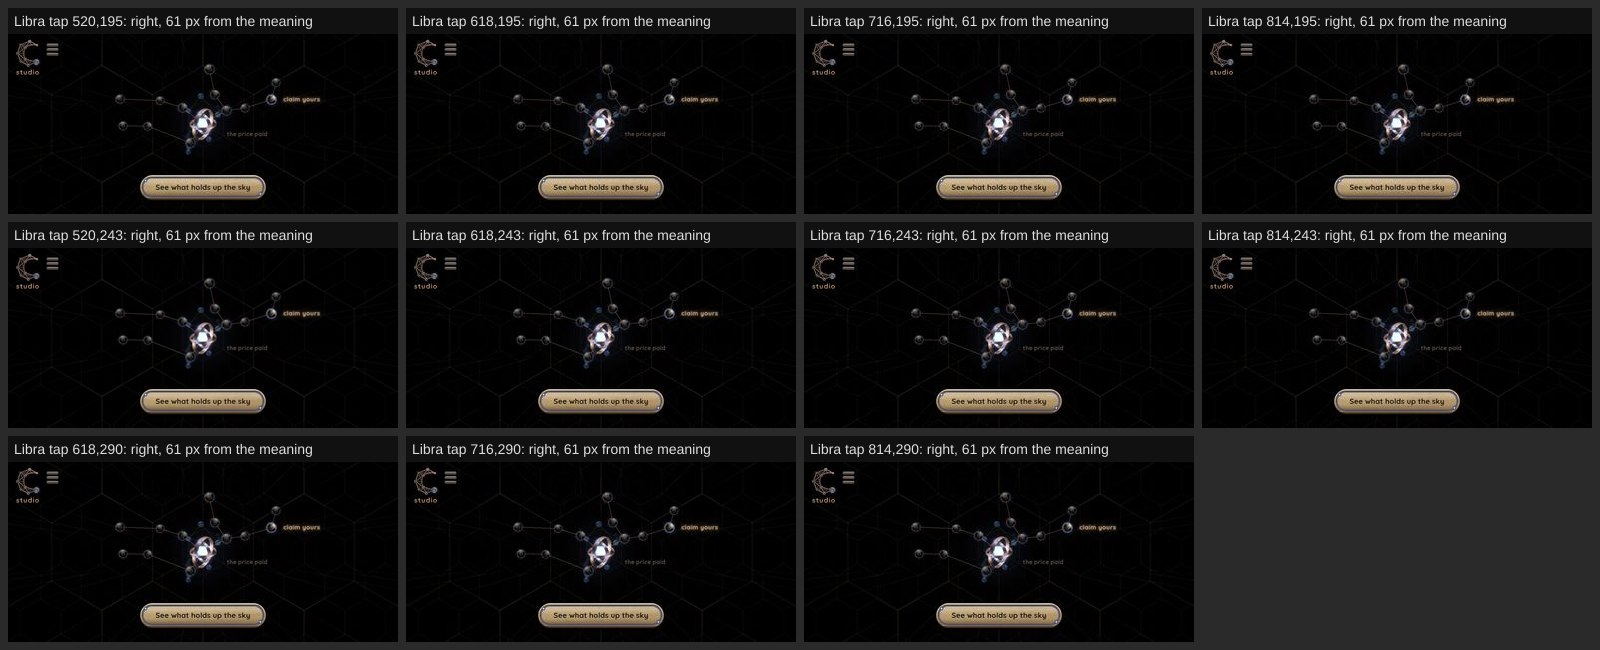 Libra tap 520,195: right, 61 px from the meaning
studio
claim yours
the price paid
See what holds up the sky
Libra tap 618,195: right, 61 px from the meaning
studio
claim yours
the price paid
See what holds up the sky
Libra tap 716,195: right, 61 px from the meaning
studio
claim yours
the price paid
See what holds up the sky
Libra tap 814,195: right, 61 px from the meaning
studio
claim yours
the price paid
See what holds up the sky
Libra tap 520,243: right, 61 px from the meaning
studio
claim yours
the price paid
See what holds up the sky
Libra tap 618,243: right, 61 px from the meaning
studio
claim yours
the price paid
See what holds up the sky
Libra tap 716,243: right, 61 px from the meaning
studio
claim yours
the price paid
See what holds up the sky
Libra tap 814,243: right, 61 px from the meaning
studio
claim yours
the price paid
See what holds up the sky
Libra tap 618,290: right, 61 px from the meaning
studio
claim yours
the price paid
See what holds up the sky
Libra tap 716,290: right, 61 px from the meaning
studio
claim yours
the price paid
See what holds up the sky
Libra tap 814,290: right, 61 px from the meaning
studio
claim yours
the price paid
See what holds up the sky